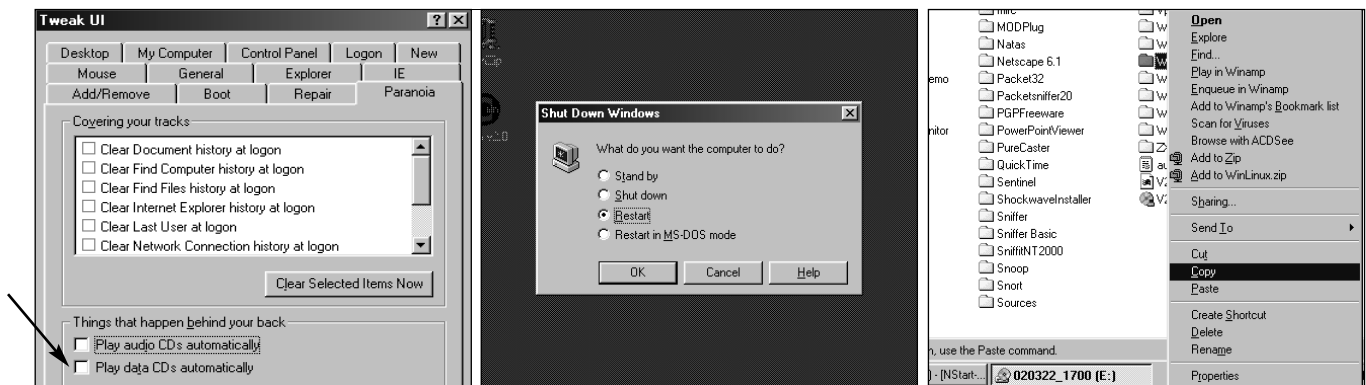 Tweak UI
Desktop My Computer Control Panel Logon New
Mouse General Explorer IE
Add/Remove Boot Repair Paranoia
Covering your tracks
Clear Document history at logon
Clear Find Computer history at logon
Clear Find Files history at logon
Clear Internet Explorer history at logon
Clear Last User at logon
Clear Network Connection history at logon
Clear Selected Items Now
Things that happen behind your back
Play audio CDs automatically
Play data CDs automatically
Shut Down Windows
What do you want the computer to do?
Stand by
Shut down
Restart
Restart in MS-DOS mode
OK Cancel Help
MODPlug
Natas
Netscape 6.1
Packet32
Packetsniffer20
PGPFreeware
PowerPointViewer
PureCaster
QuickTime
Sentinel
ShockwaveInstaller
Sniffer
Sniffer Basic
SniffitNT2000
Snoop
Snort
Sources
Open
Explore
Find...
Play in Winamp
Enqueue in Winamp
Add to Winamp's Bookmark list
Scan for Viruses
Browse with ACDSee
Add to Zip
Add to WinLinux.zip
Sharing...
Send To
Cut
Copy
Paste
Create Shortcut
Delete
Rename
Properties
, use the Paste command.
- [NStart-... 020322_1700 (E:)